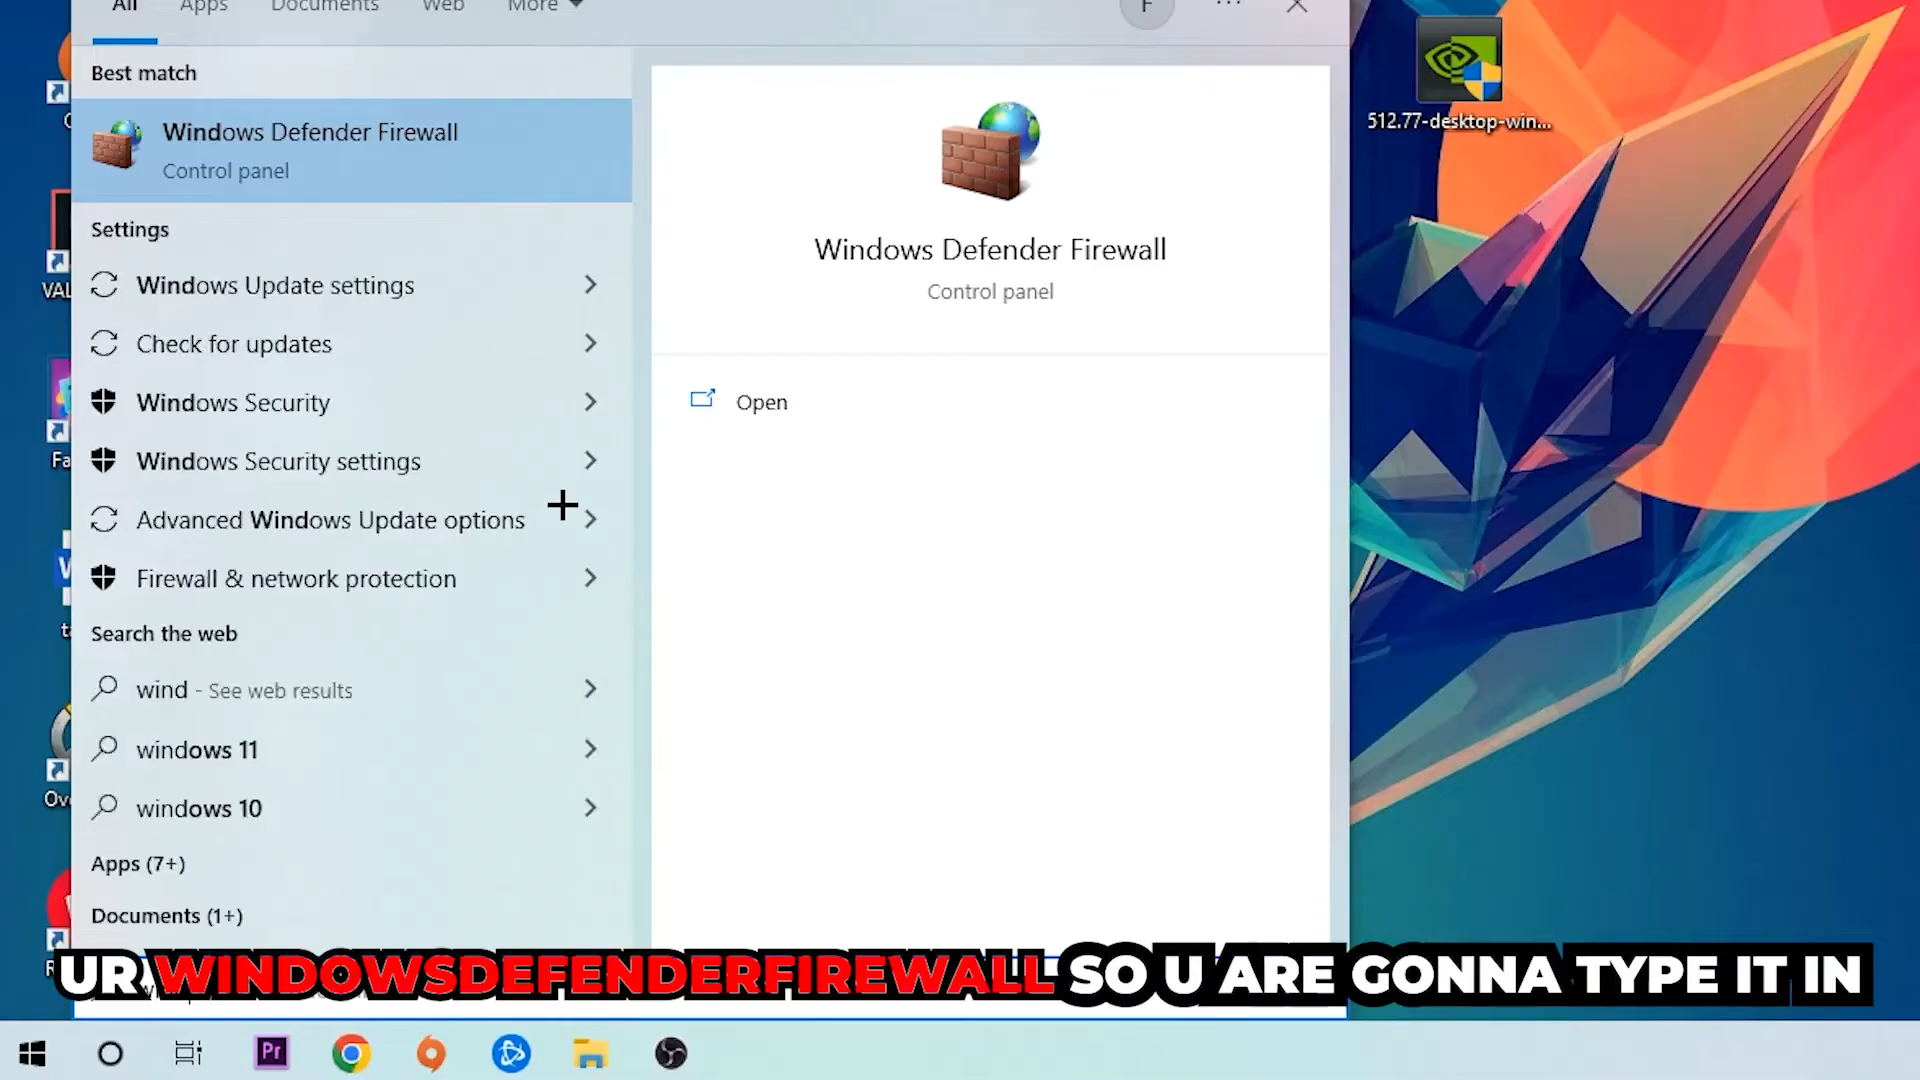 All Apps Documents Web More
F
Best match
Windows Defender Firewall
Control panel
Settings
Windows Update settings
Check for updates
Windows Security
Windows Security settings
Advanced Windows Update options
Firewall & network protection
Search the web
wind - See web results
windows 11
windows 10
Apps (7+)
Documents (1+)
Windows Defender Firewall
Control panel
Open
512.77-desktop-win...
VAL
Fa
Ov
UR WINDOWSDEFENDERFIREWALL SO U ARE GONNA TYPE IT IN
Pr